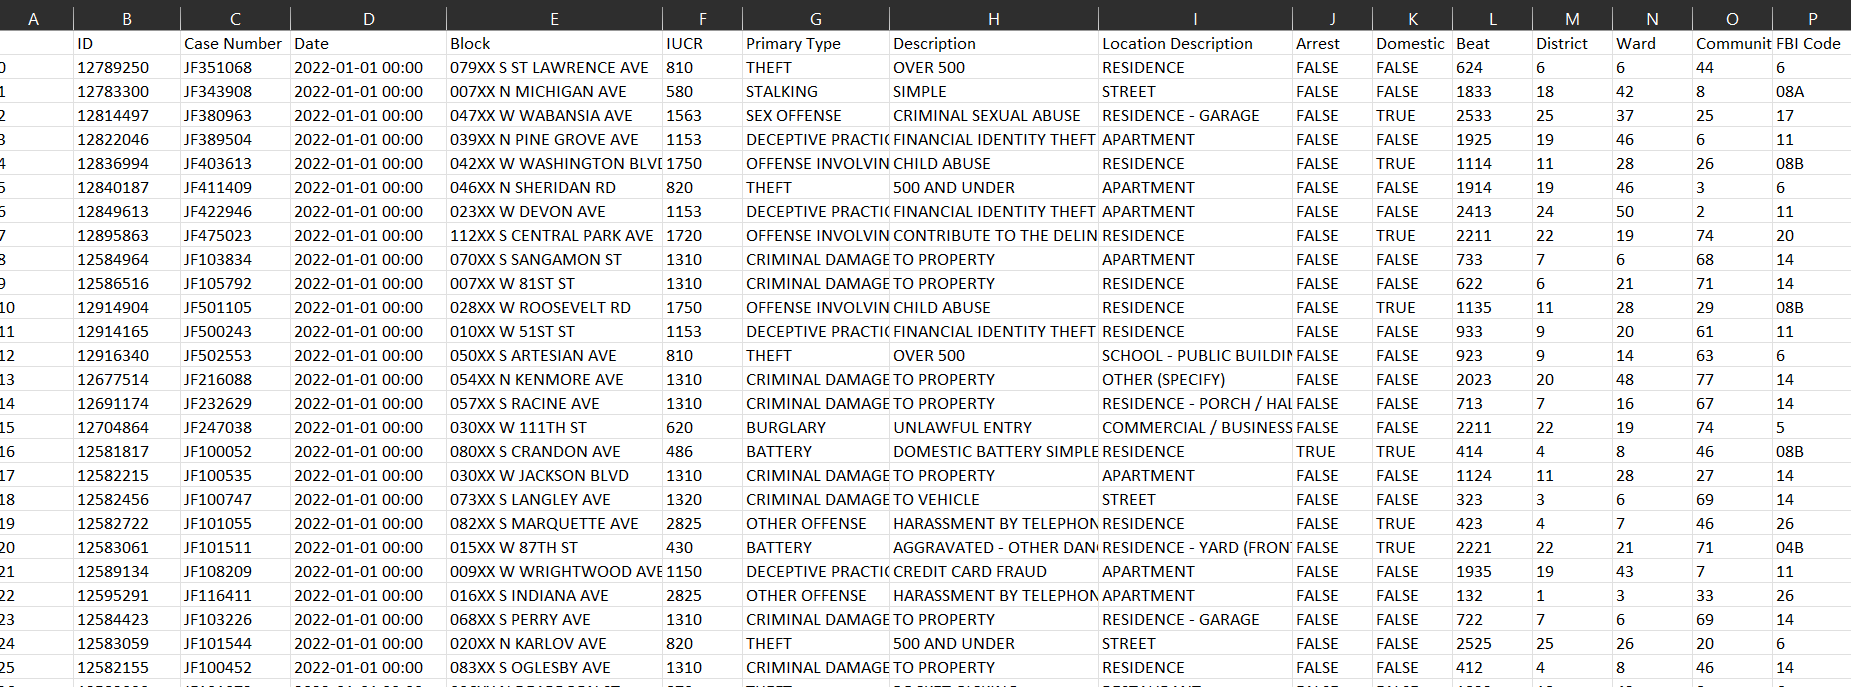 A B C D E F G H I J K L M N O P
ID Case Number Date Block IUCR Primary Type Description Location Description Arrest Domestic Beat District Ward Communit FBI Code
0 12789250 JF351068 2022-01-01 00:00 079XX S ST LAWRENCE AVE 810 THEFT OVER 500 RESIDENCE FALSE FALSE 624 6 6 44 6
1 12783300 JF343908 2022-01-01 00:00 007XX N MICHIGAN AVE 580 STALKING SIMPLE STREET FALSE FALSE 1833 18 42 8 08A
2 12814497 JF380963 2022-01-01 00:00 047XX W WABANSIA AVE 1563 SEX OFFENSE CRIMINAL SEXUAL ABUSE RESIDENCE - GARAGE FALSE TRUE 2533 25 37 25 17
3 12822046 JF389504 2022-01-01 00:00 039XX N PINE GROVE AVE 1153 DECEPTIVE PRACTIC FINANCIAL IDENTITY THEFT APARTMENT FALSE FALSE 1925 19 46 6 11
4 12836994 JF403613 2022-01-01 00:00 042XX W WASHINGTON BLVD 1750 OFFENSE INVOLVIN CHILD ABUSE RESIDENCE FALSE TRUE 1114 11 28 26 08B
5 12840187 JF411409 2022-01-01 00:00 046XX N SHERIDAN RD 820 THEFT 500 AND UNDER APARTMENT FALSE FALSE 1914 19 46 3 6
6 12849613 JF422946 2022-01-01 00:00 023XX W DEVON AVE 1153 DECEPTIVE PRACTIC FINANCIAL IDENTITY THEFT APARTMENT FALSE FALSE 2413 24 50 2 11
7 12895863 JF475023 2022-01-01 00:00 112XX S CENTRAL PARK AVE 1720 OFFENSE INVOLVIN CONTRIBUTE TO THE DELIN RESIDENCE FALSE TRUE 2211 22 19 74 20
8 12584964 JF103834 2022-01-01 00:00 070XX S SANGAMON ST 1310 CRIMINAL DAMAGE TO PROPERTY APARTMENT FALSE FALSE 733 7 6 68 14
9 12586516 JF105792 2022-01-01 00:00 007XX W 81ST ST 1310 CRIMINAL DAMAGE TO PROPERTY RESIDENCE FALSE FALSE 622 6 21 71 14
10 12914904 JF501105 2022-01-01 00:00 028XX W ROOSEVELT RD 1750 OFFENSE INVOLVIN CHILD ABUSE RESIDENCE FALSE TRUE 1135 11 28 29 08B
11 12914165 JF500243 2022-01-01 00:00 010XX W 51ST ST 1153 DECEPTIVE PRACTIC FINANCIAL IDENTITY THEFT RESIDENCE FALSE FALSE 933 9 20 61 11
12 12916340 JF502553 2022-01-01 00:00 050XX S ARTESIAN AVE 810 THEFT OVER 500 SCHOOL - PUBLIC BUILDIN FALSE FALSE 923 9 14 63 6
13 12677514 JF216088 2022-01-01 00:00 054XX N KENMORE AVE 1310 CRIMINAL DAMAGE TO PROPERTY OTHER (SPECIFY) FALSE FALSE 2023 20 48 77 14
14 12691174 JF232629 2022-01-01 00:00 057XX S RACINE AVE 1310 CRIMINAL DAMAGE TO PROPERTY RESIDENCE - PORCH / HAL FALSE FALSE 713 7 16 67 14
15 12704864 JF247038 2022-01-01 00:00 030XX W 111TH ST 620 BURGLARY UNLAWFUL ENTRY COMMERCIAL / BUSINESS FALSE FALSE 2211 22 19 74 5
16 12581817 JF100052 2022-01-01 00:00 080XX S CRANDON AVE 486 BATTERY DOMESTIC BATTERY SIMPLE RESIDENCE TRUE TRUE 414 4 8 46 08B
17 12582215 JF100535 2022-01-01 00:00 030XX W JACKSON BLVD 1310 CRIMINAL DAMAGE TO PROPERTY APARTMENT FALSE FALSE 1124 11 28 27 14
18 12582456 JF100747 2022-01-01 00:00 073XX S LANGLEY AVE 1320 CRIMINAL DAMAGE TO VEHICLE STREET FALSE FALSE 323 3 6 69 14
19 12582722 JF101055 2022-01-01 00:00 082XX S MARQUETTE AVE 2825 OTHER OFFENSE HARASSMENT BY TELEPHON RESIDENCE FALSE TRUE 423 4 7 46 26
20 12583061 JF101511 2022-01-01 00:00 015XX W 87TH ST 430 BATTERY AGGRAVATED - OTHER DAN RESIDENCE - YARD (FRON FALSE TRUE 2221 22 21 71 04B
21 12589134 JF108209 2022-01-01 00:00 009XX W WRIGHTWOOD AVE 1150 DECEPTIVE PRACTIC CREDIT CARD FRAUD APARTMENT FALSE FALSE 1935 19 43 7 11
22 12595291 JF116411 2022-01-01 00:00 016XX S INDIANA AVE 2825 OTHER OFFENSE HARASSMENT BY TELEPHON APARTMENT FALSE FALSE 132 1 3 33 26
23 12584423 JF103226 2022-01-01 00:00 068XX S PERRY AVE 1310 CRIMINAL DAMAGE TO PROPERTY RESIDENCE - GARAGE FALSE FALSE 722 7 6 69 14
24 12583059 JF101544 2022-01-01 00:00 020XX N KARLOV AVE 820 THEFT 500 AND UNDER STREET FALSE FALSE 2525 25 26 20 6
25 12582155 JF100452 2022-01-01 00:00 083XX S OGLESBY AVE 1310 CRIMINAL DAMAGE TO PROPERTY RESIDENCE FALSE FALSE 412 4 8 46 14